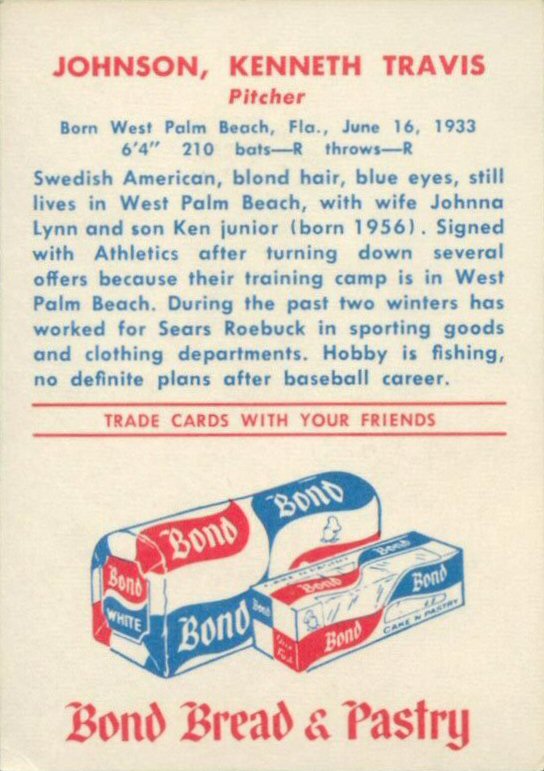 JOHNSON, KENNETH TRAVIS
Pitcher
Born West Palm Beach, Fla., June 16, 1933
6'4" 210 bats—R throws—R
Swedish American, blond hair, blue eyes, still
lives in West Palm Beach, with wife Johnna
Lynn and son Ken junior (born 1956). Signed
with Athletics after turning down several
offers because their training camp is in West
Palm Beach. During the past two winters has
worked for Sears Roebuck in sporting goods
and clothing departments. Hobby is fishing,
no definite plans after baseball career.
TRADE CARDS WITH YOUR FRIENDS
Bond
Bond
Bond
WHITE
Bond
CAKE N PASTRY
Bond
Bond
Bond
Bond
CAKE N PASTRY
Bond Bread & Pastry